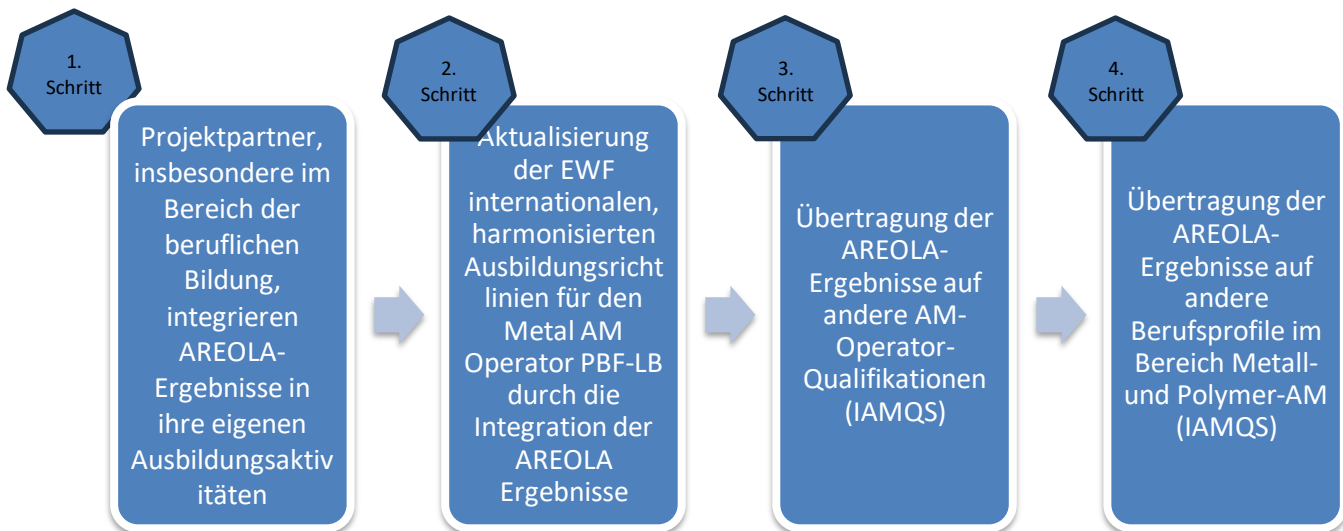 1.
Schritt
Projektpartner,
insbesondere im
Bereich der
beruflichen
Bildung,
integrieren
AREOLA-
Ergebnisse in
ihre eigenen
Ausbildungsaktiv
itäten
2.
Schritt
Aktualisierung
der EWF
internationalen,
harmonisierten
Ausbildungsricht
linien für den
Metal AM
Operator PBF-LB
durch die
Integration der
AREOLA
Ergebnisse
3.
Schritt
Übertragung der
AREOLA-
Ergebnisse auf
andere AM-
Operator-
Qualifikationen
(IAMQS)
4.
Schritt
Übertragung der
AREOLA-
Ergebnisse auf
andere
Berufsprofile im
Bereich Metall-
und Polymer-AM
(IAMQS)